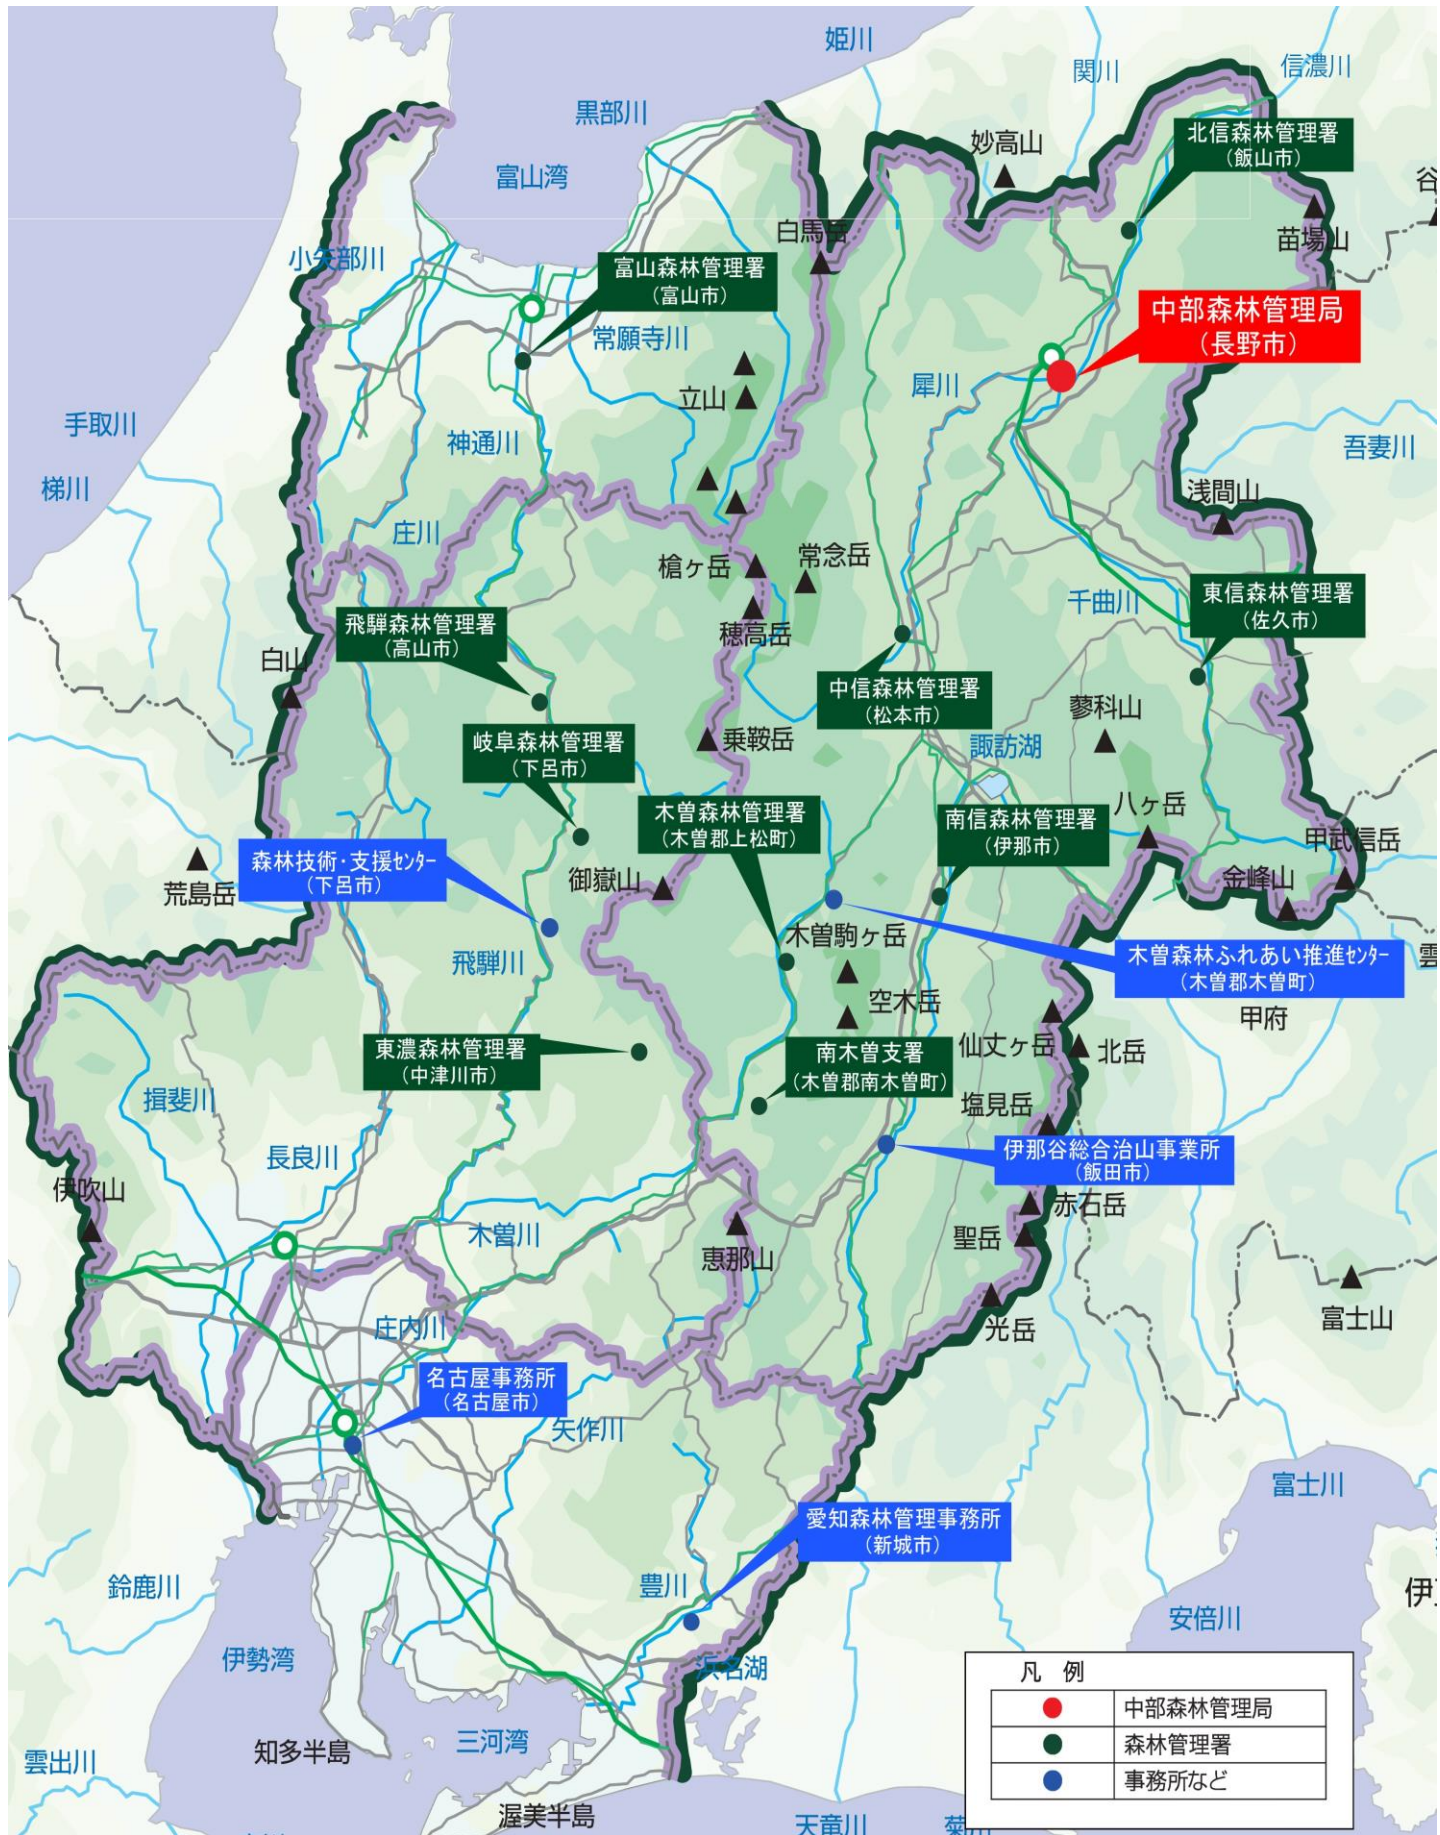 姫川
関川
信濃川
黒部川
妙高山
北信森林管理署
(飯山市)
富山湾
谷
白馬岳
苗場山
小矢部川
富山森林管理署
(富山市)
中部森林管理局
(長野市)
常願寺川
犀川
立山
手取川
神通川
吾妻川
梯川
浅間山
庄川
槍ヶ岳
常念岳
千曲川
東信森林管理署
(佐久市)
飛騨森林管理署
(高山市)
穂高岳
白山
中信森林管理署
(松本市)
蓼科山
岐阜森林管理署
(下呂市)
乗鞍岳
諏訪湖
八ヶ岳
木曽森林管理署
(木曽郡上松町)
南信森林管理署
(伊那市)
甲武信岳
森林技術・支援センター
(下呂市)
荒島岳
御嶽山
金峰山
木曽駒ヶ岳
木曽森林ふれあい推進センター
(木曽郡木曽町)
雲
飛騨川
空木岳
甲府
東濃森林管理署
(中津川市)
南木曽支署
(木曽郡南木曽町)
仙丈ヶ岳
北岳
揖斐川
塩見岳
長良川
伊那谷総合治山事業所
(飯田市)
伊吹山
赤石岳
木曽川
聖岳
恵那山
庄内川
光岳
富士山
名古屋事務所
(名古屋市)
矢作川
富士川
愛知森林管理事務所
(新城市)
鈴鹿川
豊川
伊
安倍川
伊勢湾
浜名湖
凡 例
中部森林管理局
森林管理署
事務所など
三河湾
知多半島
雲出川
渥美半島
天竜川
菊川